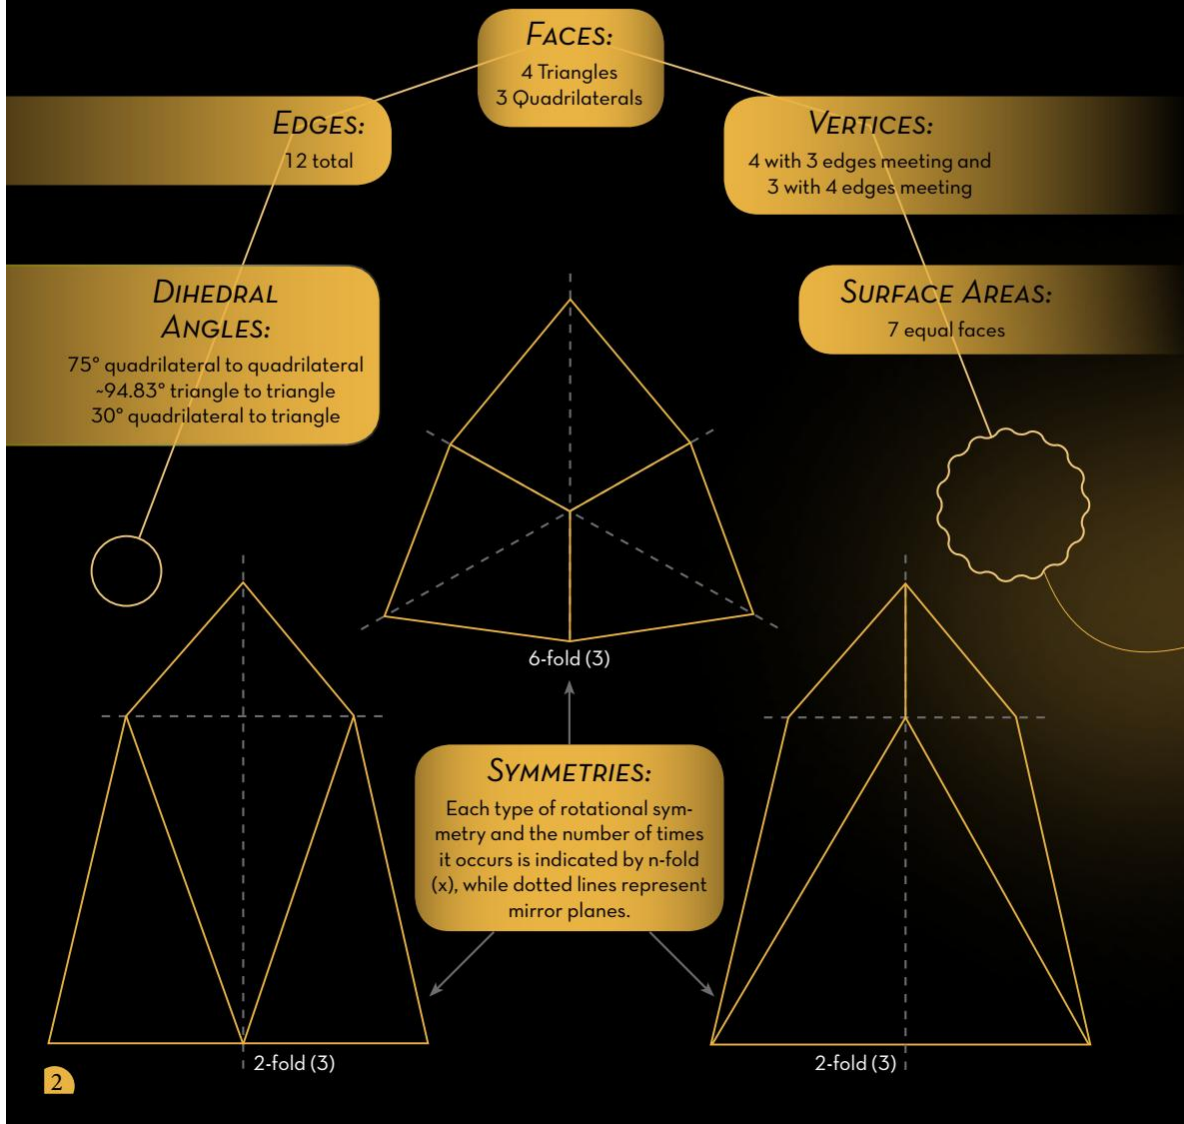 FACES:
4 Triangles
3 Quadrilaterals
EDGES:
12 total
VERTICES:
4 with 3 edges meeting and
3 with 4 edges meeting
DIHEDRAL
ANGLES:
75° quadrilateral to quadrilateral
~94.83° triangle to triangle
30° quadrilateral to triangle
SURFACE AREAS:
7 equal faces
6-fold (3)
SYMMETRIES:
Each type of rotational sym-
metry and the number of times
it occurs is indicated by n-fold
(x), while dotted lines represent
mirror planes.
2-fold (3)
2-fold (3)
2